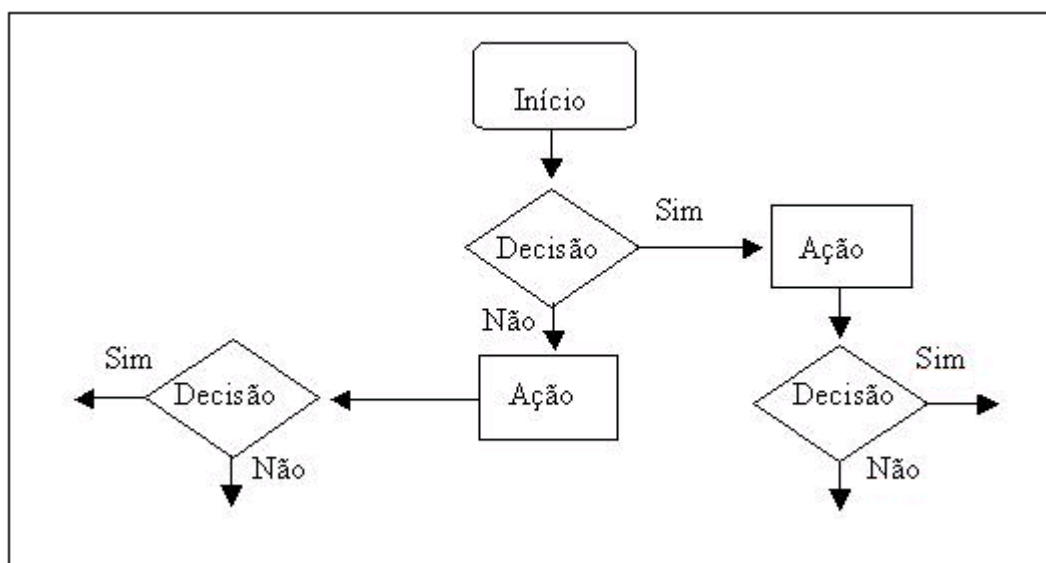 Início
Sim
Decisão
Ação
Não
Sim
Decisão
Ação
Decisão
Sim
Não
Não